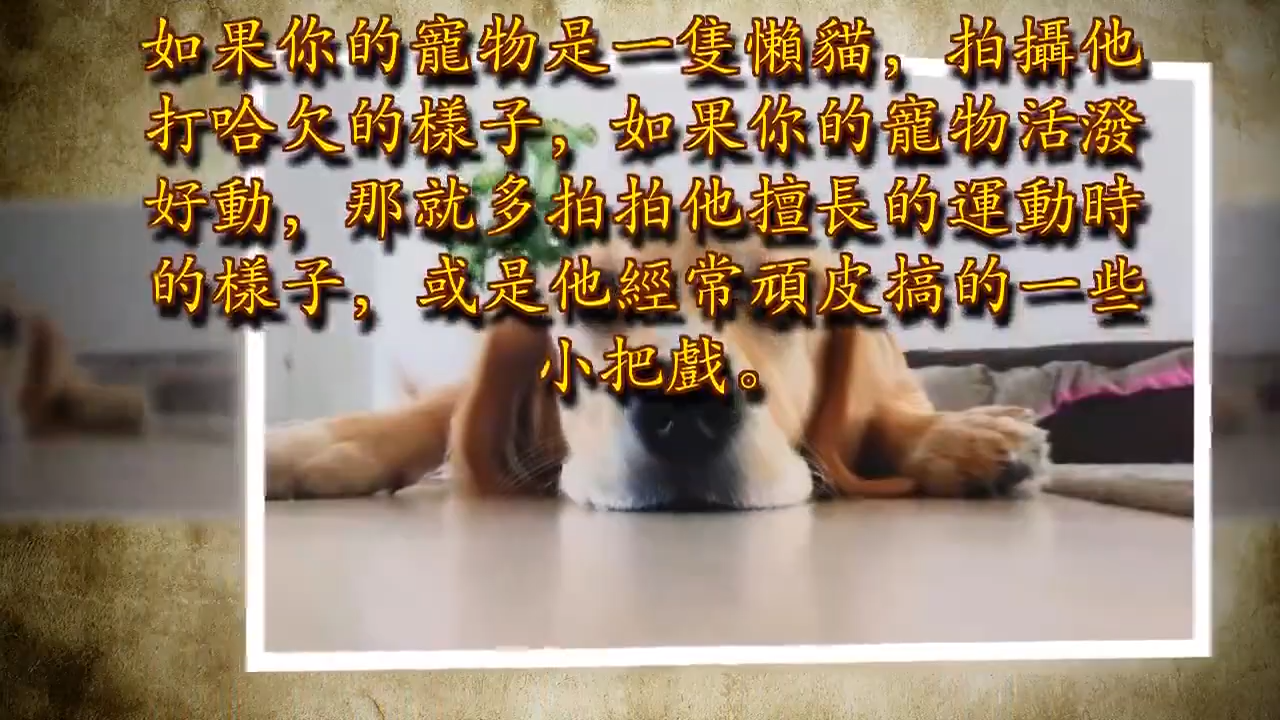 如果你的寵物是一隻懶貓，拍攝他
打哈欠的樣子，如果你的寵物活潑
好動，那就多拍拍他擅長的運動時
的樣子，或是他經常頑皮搞的一些
小把戲。